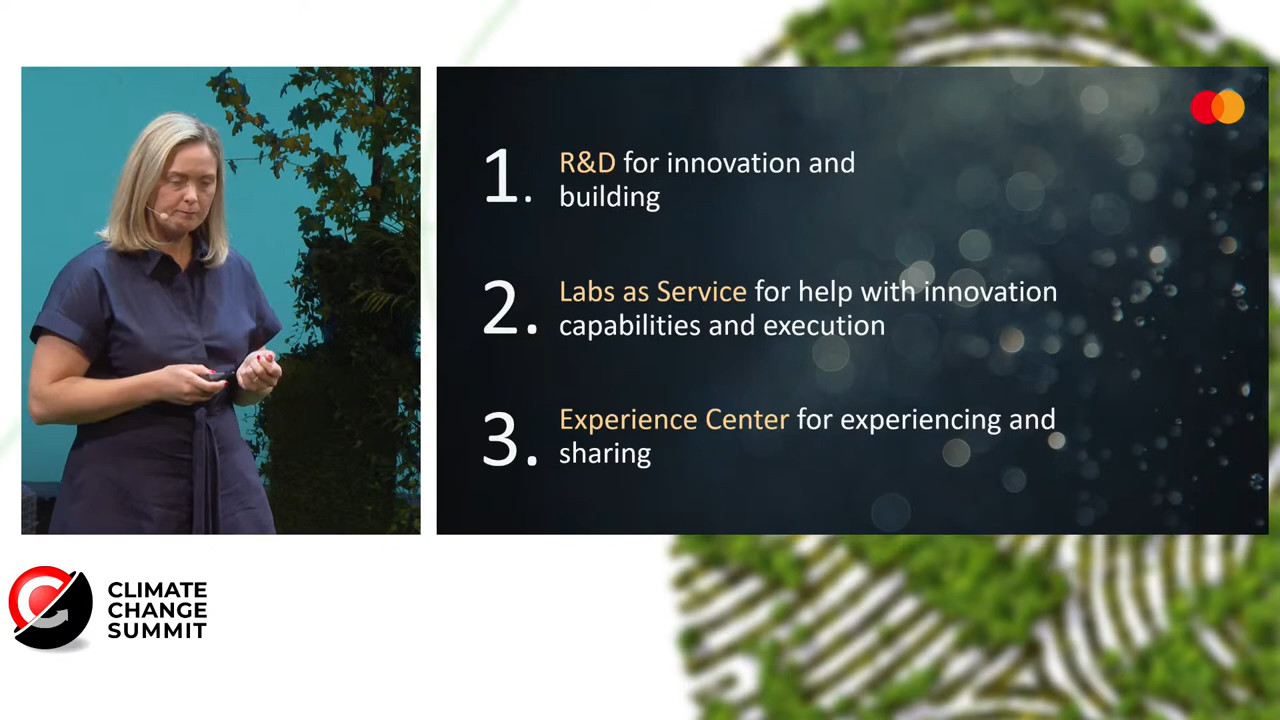 1. R&D for innovation and
building
2. Labs as Service for help with innovation
capabilities and execution
3. Experience Center for experiencing and
sharing
CLIMATE
CHANGE
SUMMIT